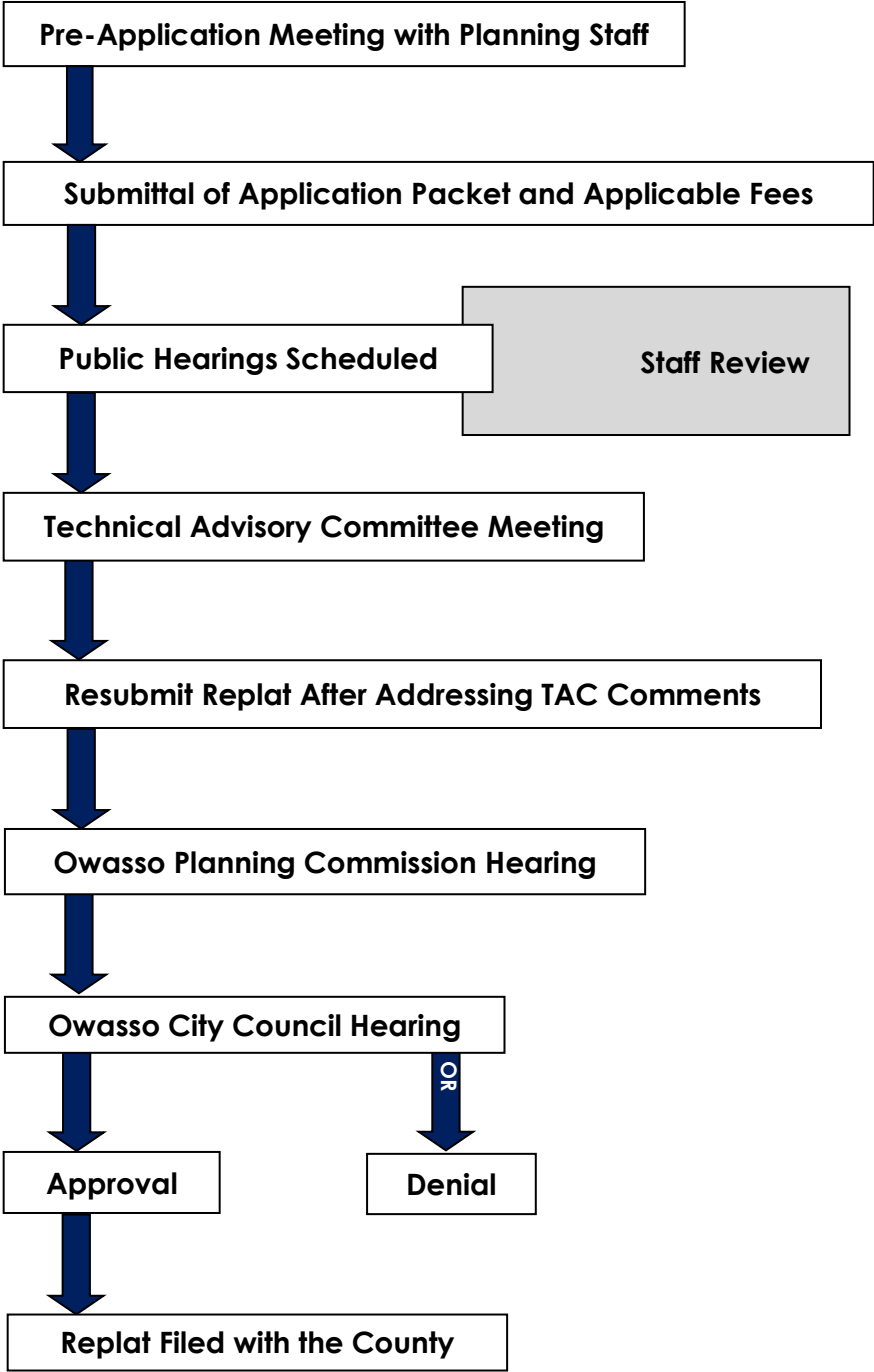 Pre-Application Meeting with Planning Staff
Submittal of Application Packet and Applicable Fees
Public Hearings Scheduled
Staff Review
Technical Advisory Committee Meeting
Resubmit Replat After Addressing TAC Comments
Owasso Planning Commission Hearing
Owasso City Council Hearing
OR
Approval
Denial
Replat Filed with the County